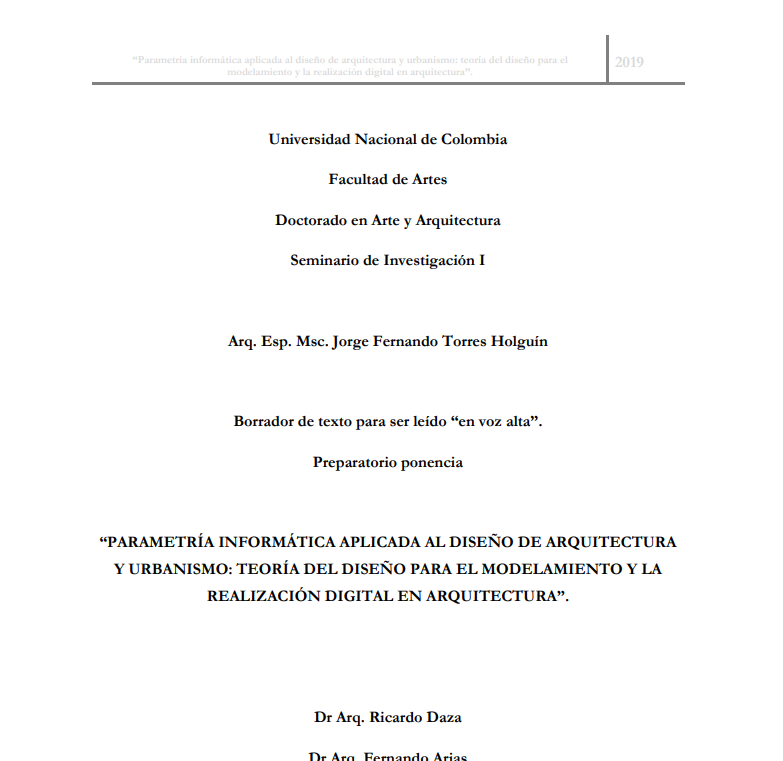 “Parametría informática aplicada al diseño de arquitectura y urbanismo: teoría del diseño para el
modelamiento y la realización digital en arquitectura”.
2019
Universidad Nacional de Colombia
Facultad de Artes
Doctorado en Arte y Arquitectura
Seminario de Investigación I
Arq. Esp. Msc. Jorge Fernando Torres Holguín
Borrador de texto para ser leído “en voz alta”.
Preparatorio ponencia
“PARAMETRÍA INFORMÁTICA APLICADA AL DISEÑO DE ARQUITECTURA
Y URBANISMO: TEORÍA DEL DISEÑO PARA EL MODELAMIENTO Y LA
REALIZACIÓN DIGITAL EN ARQUITECTURA”.
Dr Arq. Ricardo Daza
Dr Arq. Fernando Arias